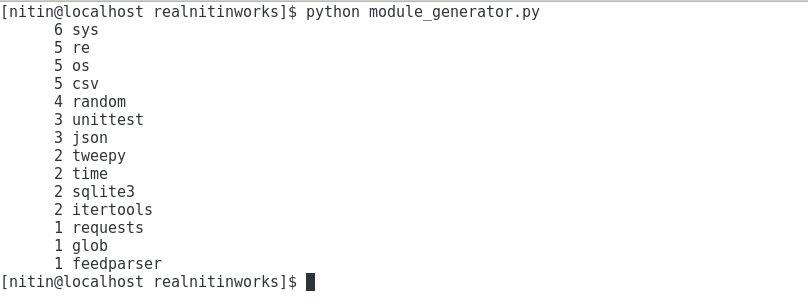 [nitin@localhost realnitinworks]$ python module_generator.py
6 sys
5 re
5 os
5 csv
4 random
3 unittest
3 json
2 tweepy
2 time
2 sqlite3
2 itertools
1 requests
1 glob
1 feedparser
[nitin@localhost realnitinworks]$